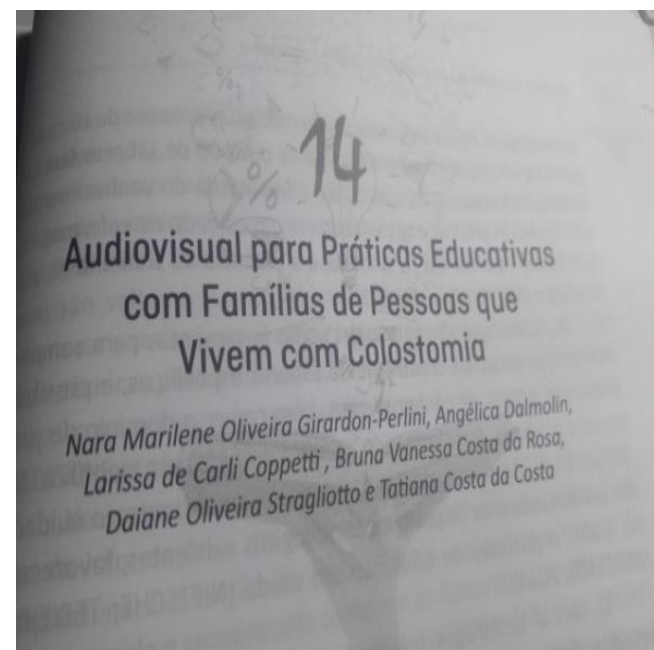 14
Audiovisual para Práticas Educativas
com Famílias de Pessoas que
Vivem com Colostomia
Nara Marilene Oliveira Girardon-Perlini, Angélica Dalmolin,
Larissa de Carli Coppetti , Bruna Vanessa Costa da Rosa,
Daiane Oliveira Stragliotto e Tatiana Costa da Costa